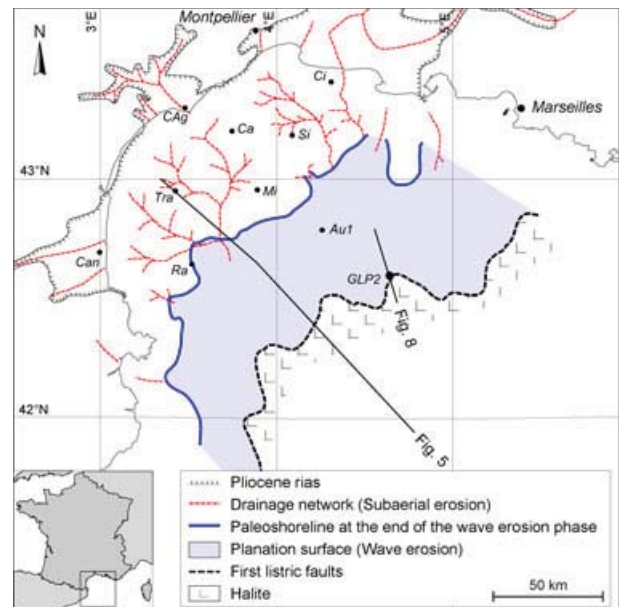 Montpellier
3°E
4°E
5°E
N
Ci
CAg
Marseilles
Ca
Si
43°N
Tra
Mi
Au1
Can
Ra
GLP2
Fig. 8
42°N
Fig. 5
Pliocene rias
Drainage network (Subaerial erosion)
Paleoshoreline at the end of the wave erosion phase
Planation surface (Wave erosion)
First listric faults
Halite
50 km